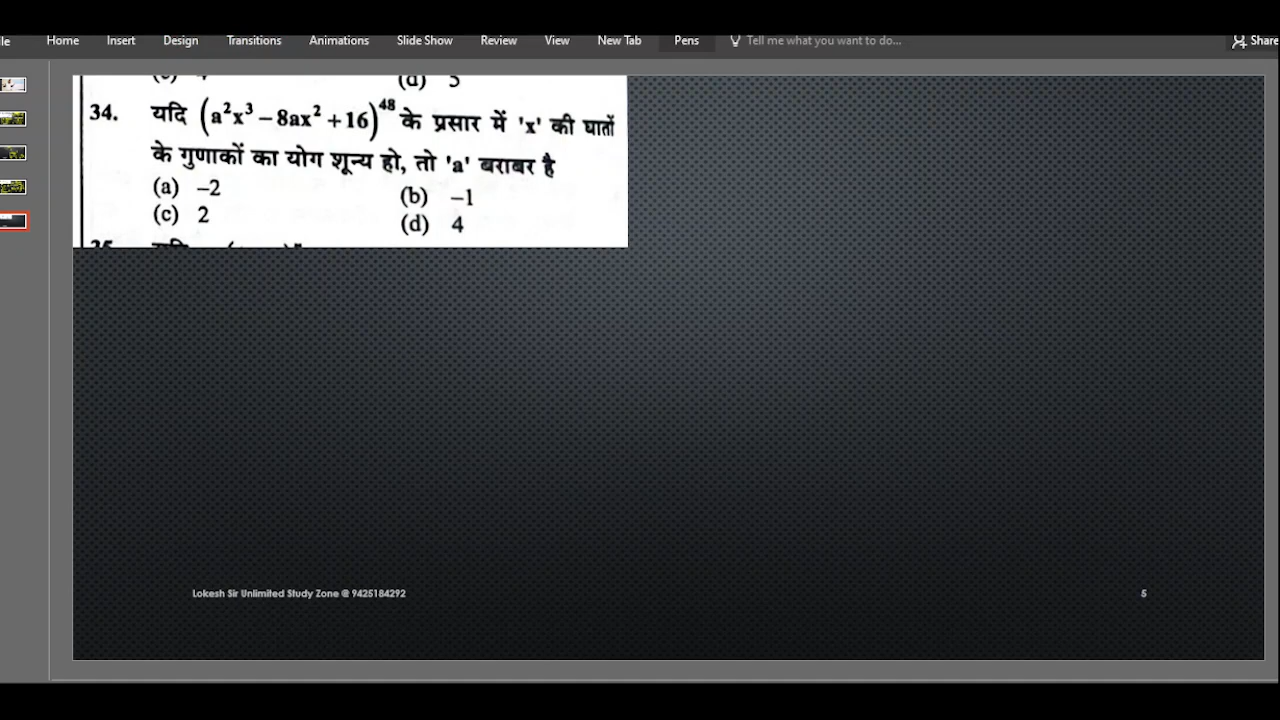 le Home Insert Design Transitions Animations Slide Show Review View New Tab Pens Tell me what you want to do... Share
(d) 5
34. यदि (a²x³ – 8ax² + 16)⁴⁸ के प्रसार में 'x' की घातों
के गुणाकों का योग शून्य हो, तो 'a' बराबर है
(a) –2 (b) –1
(c) 2 (d) 4
Lokesh Sir Unlimited Study Zone @ 9425184292 5